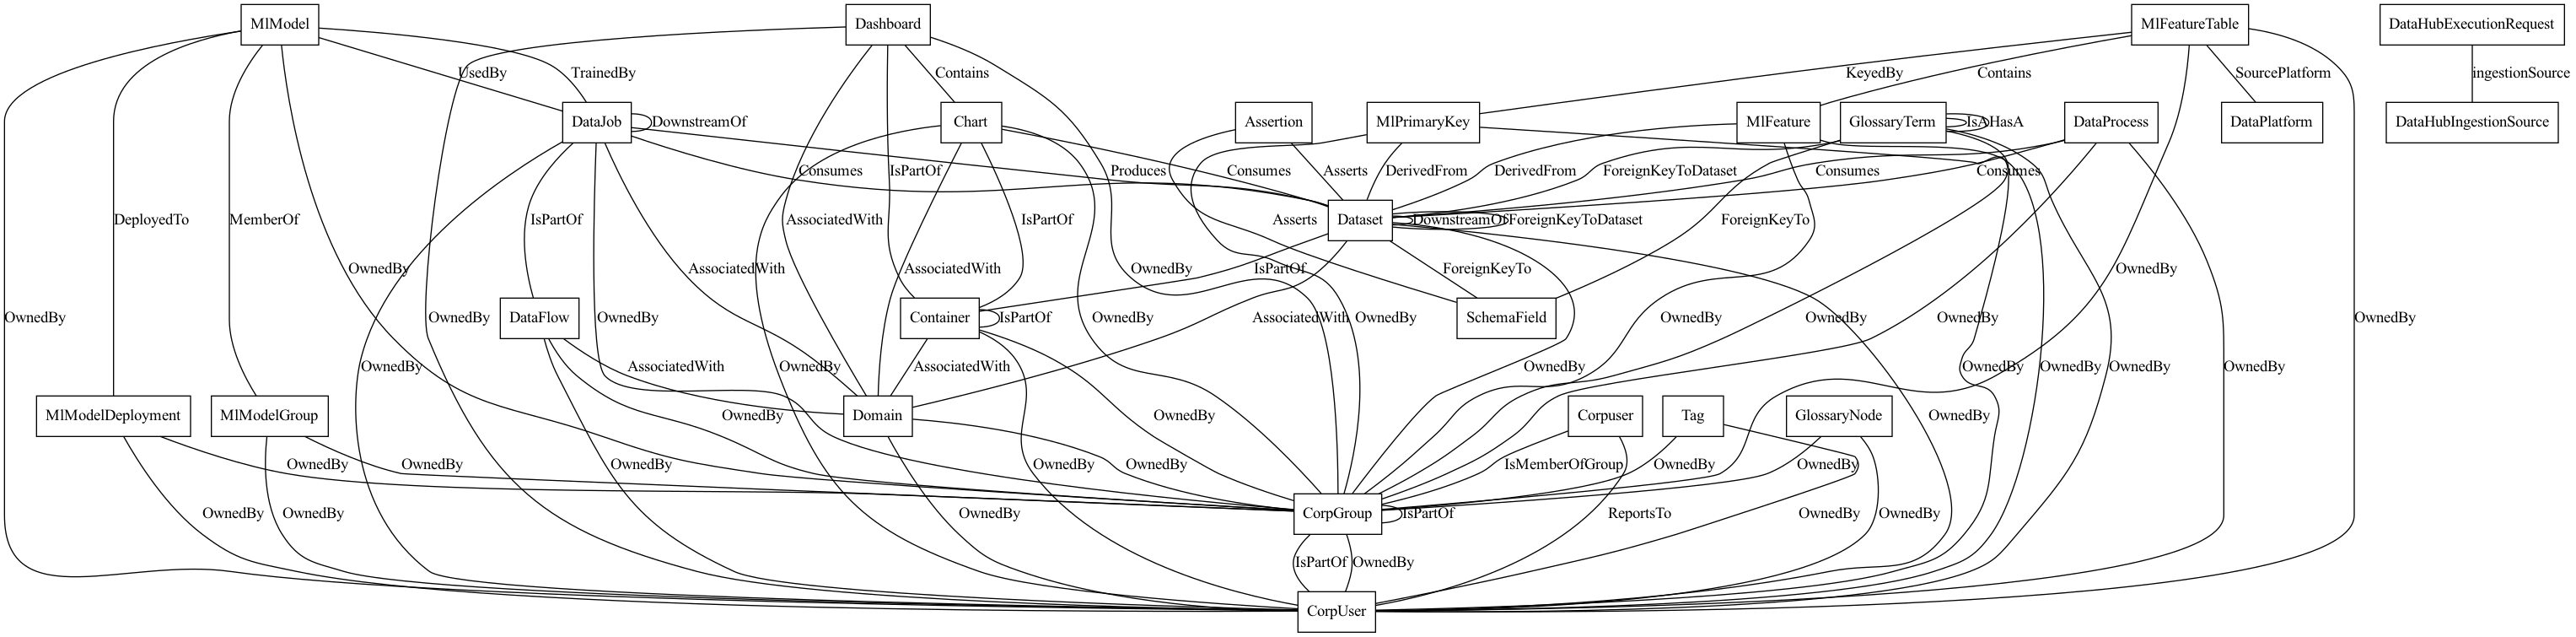 MlModel
Dashboard
MlFeatureTable
DataHubExecutionRequest
UsedBy
TrainedBy
Contains
KeyedBy
Contains
SourcePlatform
ingestionSource
DataJob
DownstreamOf
Chart
Assertion
MlPrimaryKey
MlFeature
GlossaryTerm
IsA
HasA
DataProcess
DataPlatform
DataHubIngestionSource
Consumes
IsPartOf
Produces
Consumes
Asserts
DerivedFrom
DerivedFrom
ForeignKeyToDataset
Consumes
Consumes
DeployedTo
MemberOf
IsPartOf
AssociatedWith
IsPartOf
Asserts
Dataset
DownstreamOf
ForeignKeyToDataset
ForeignKeyTo
OwnedBy
AssociatedWith
AssociatedWith
OwnedBy
IsPartOf
ForeignKeyTo
OwnedBy
OwnedBy
DataFlow
OwnedBy
OwnedBy
Container
IsPartOf
OwnedBy
AssociatedWith
OwnedBy
SchemaField
OwnedBy
OwnedBy
OwnedBy
OwnedBy
OwnedBy
AssociatedWith
OwnedBy
AssociatedWith
OwnedBy
OwnedBy
OwnedBy
OwnedBy
OwnedBy
MlModelDeployment
MlModelGroup
OwnedBy
Domain
OwnedBy
Corpuser
Tag
GlossaryNode
OwnedBy
OwnedBy
OwnedBy
OwnedBy
OwnedBy
OwnedBy
IsMemberOfGroup
OwnedBy
OwnedBy
OwnedBy
OwnedBy
OwnedBy
CorpGroup
IsPartOf
ReportsTo
OwnedBy
OwnedBy
IsPartOf
OwnedBy
CorpUser